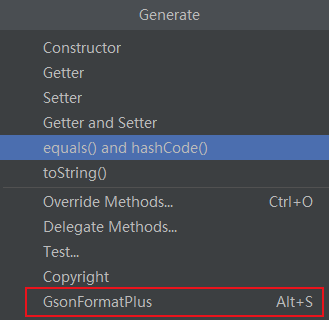 Generate
Constructor
Getter
Setter
Getter and Setter
equals() and hashCode()
toString()
Override Methods... Ctrl+O
Delegate Methods...
Test...
Copyright
GsonFormatPlus Alt+S